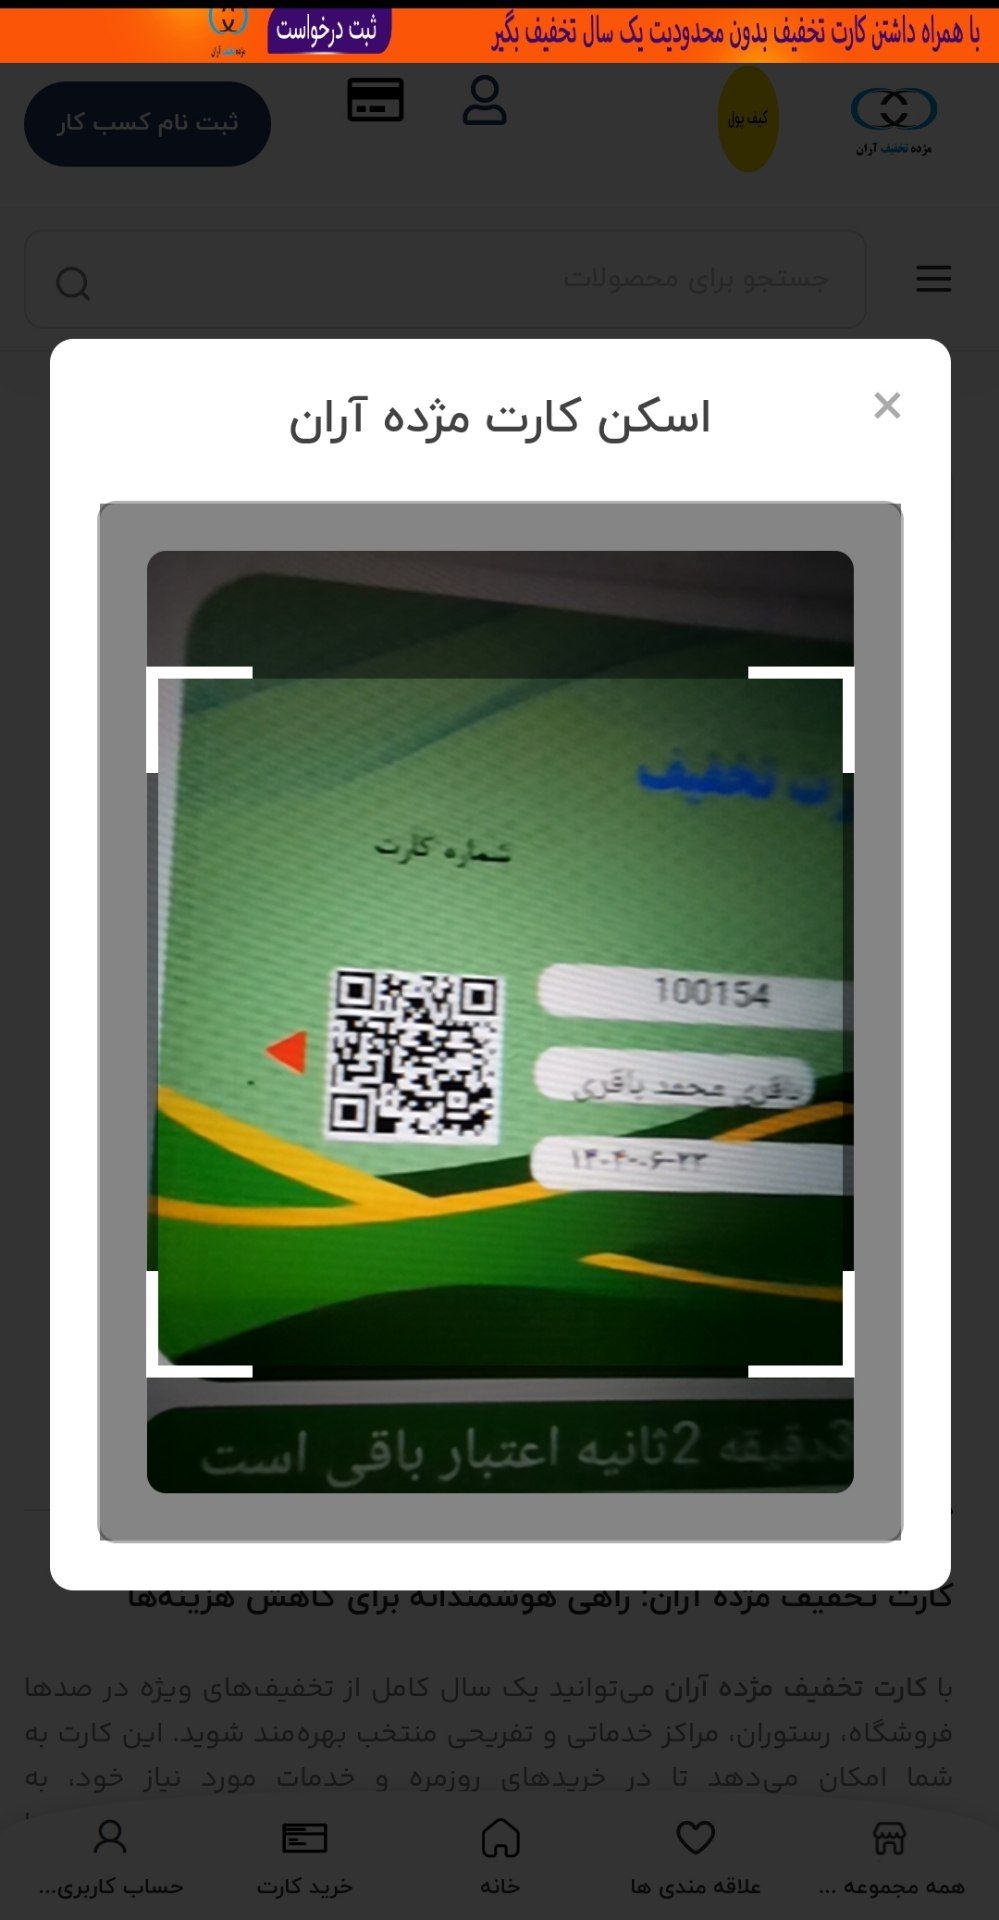 با همراه داشتن کارت تخفیف بدون محدودیت یک سال تخفیف بگیر
ثبت درخواست
مژده تخفیف آران
کیف پول
ثبت نام کسب کار
جستجو برای محصولات
اسکن کارت مژده آران
تخفیف
شماره کارت
100154
باقری محمد باقری
۱۴۰۴-۰۶-۲۳
3دقیقه 2ثانیه اعتبار باقی است
کارت تخفیف مژده آران: راهی هوشمندانه برای کاهش هزینه‌ها
با کارت تخفیف مژده آران می‌توانید یک سال کامل از تخفیف‌های ویژه در صدها
فروشگاه، رستوران، مراکز خدماتی و تفریحی منتخب بهره‌مند شوید. این کارت به
شما امکان می‌دهد تا در خریدهای روزمره و خدمات مورد نیاز خود، به
همه مجموعه ...
علاقه مندی ها
خانه
خرید کارت
حساب کاربری...